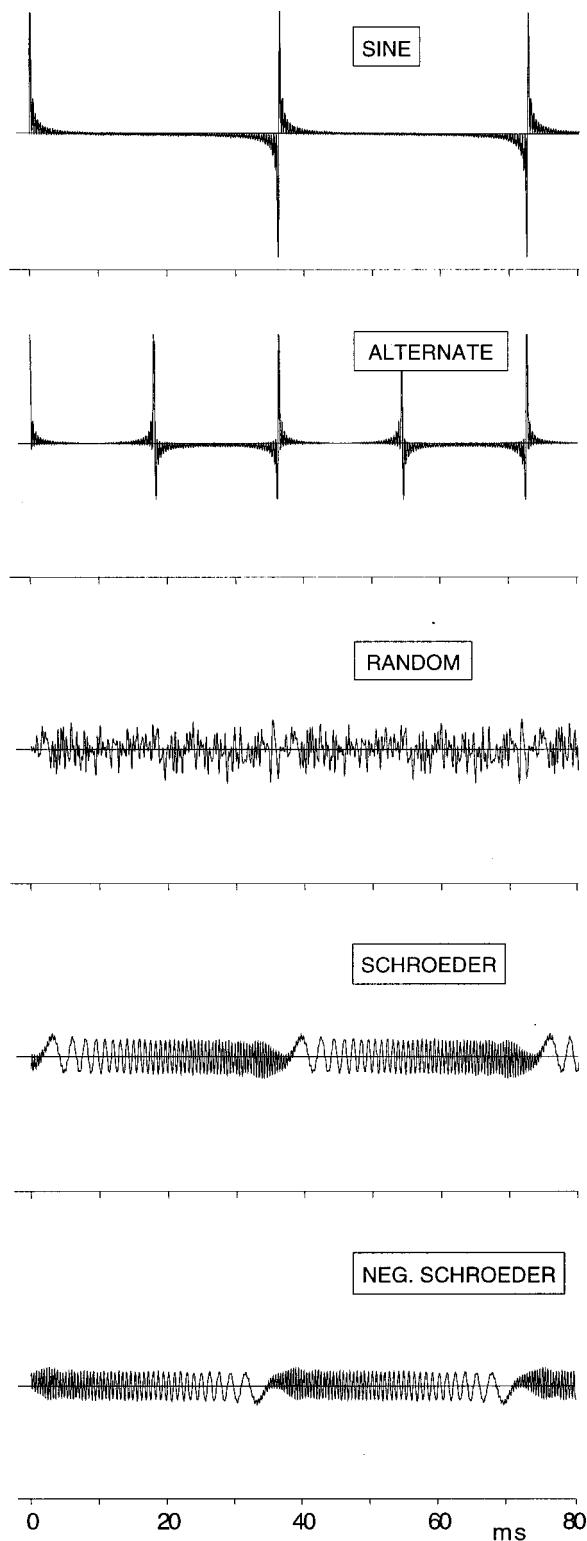 SINE
ALTERNATE
RANDOM
SCHROEDER
NEG. SCHROEDER
0 20 40 60 80
ms